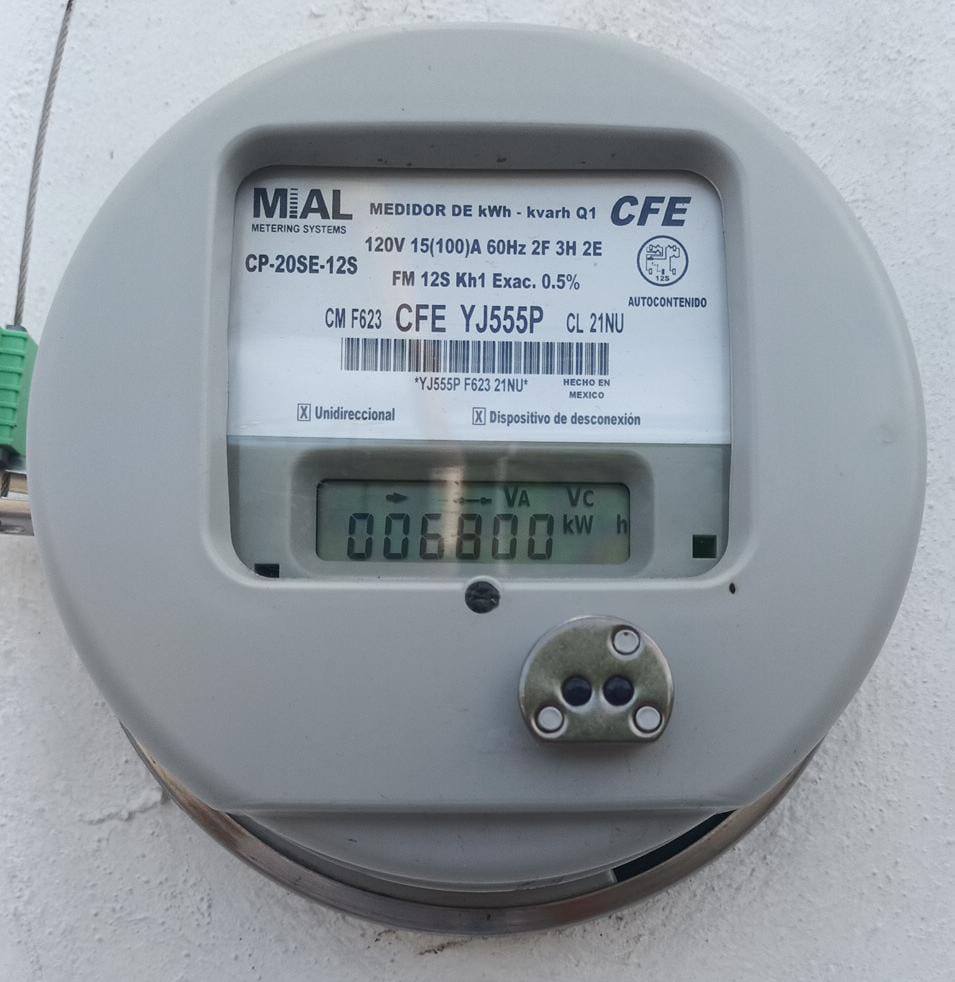 MIAL
METERING SYSTEMS
MEDIDOR DE kWh - kvarh Q1
CFE
120V 15(100)A 60Hz 2F 3H 2E
CP-20SE-12S
FM 12S Kh1 Exac. 0.5%
12S
AUTOCONTENIDO
CM F623 CFE YJ555P CL 21NU
*YJ555P F623 21NU*
HECHO EN
MEXICO
X Unidireccional
X Dispositivo de desconexión
VA VC
006800 kW h